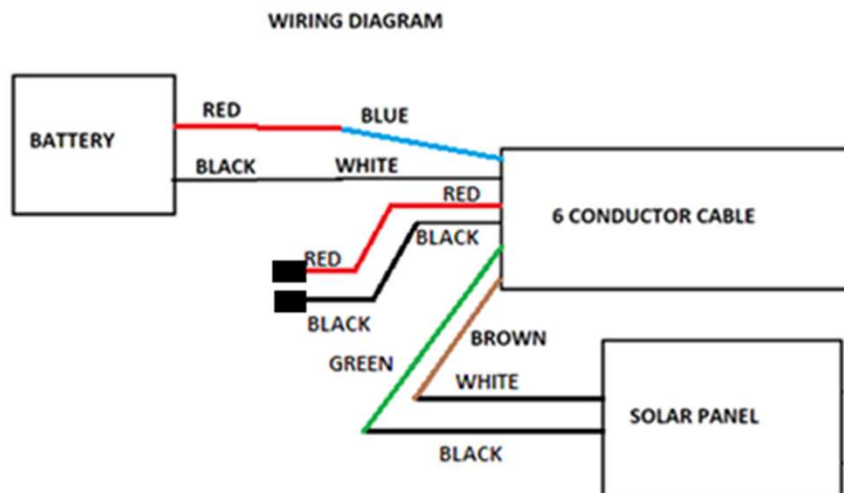 WIRING DIAGRAM
RED
BLUE
BATTERY
BLACK
WHITE
RED
6 CONDUCTOR CABLE
BLACK
RED
BLACK
BROWN
GREEN
WHITE
SOLAR PANEL
BLACK